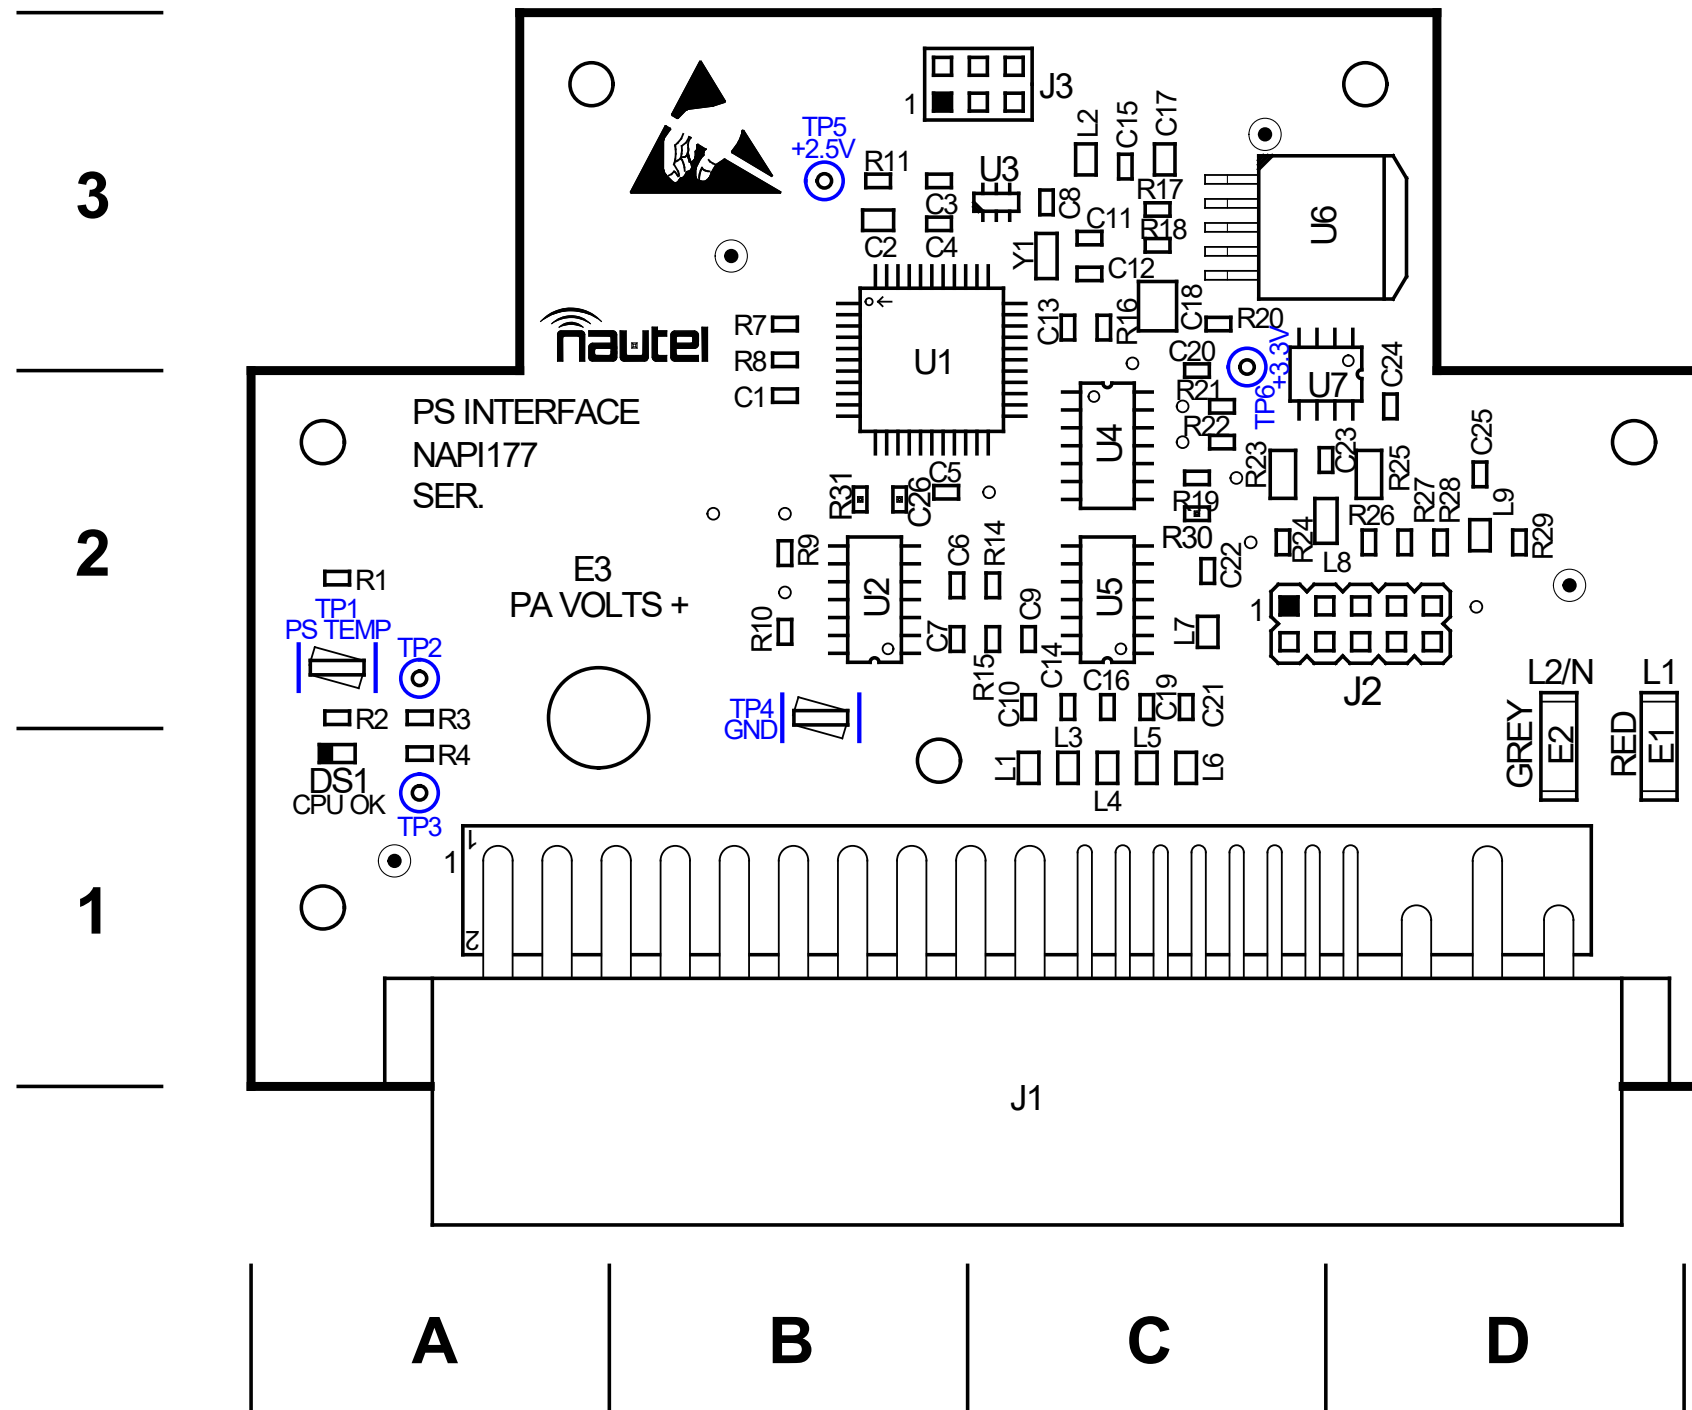 3
2
1
J3
1
TP5
+2.5V
R11
C3
C2
C4
U3
C8
L2
C15
C17
R17
C11
R18
C12
Y1
U6
nautel
R7
R8
C1
U1
C13
R16
C18
R20
C20
TP6
+3.3V
U7
C24
R21
R22
U4
PS INTERFACE
NAPI177
SER.
R23
C23
R25
C25
R31
C26
C5
R19
R30
R24
L8
R26
R27
R28
L9
R29
R9
R10
U2
C6
R14
C7
R15
C9
U5
C22
L7
E3
PA VOLTS +
R1
TP1
PS TEMP
TP2
R2
R3
R4
DS1
CPU OK
TP3
TP4
GND
C10
C14
C16
C19
C21
L1
L3
L4
L5
L6
1
J2
L2/N
L1
GREY
E2
RED
E1
1
1
2
J1
A
B
C
D